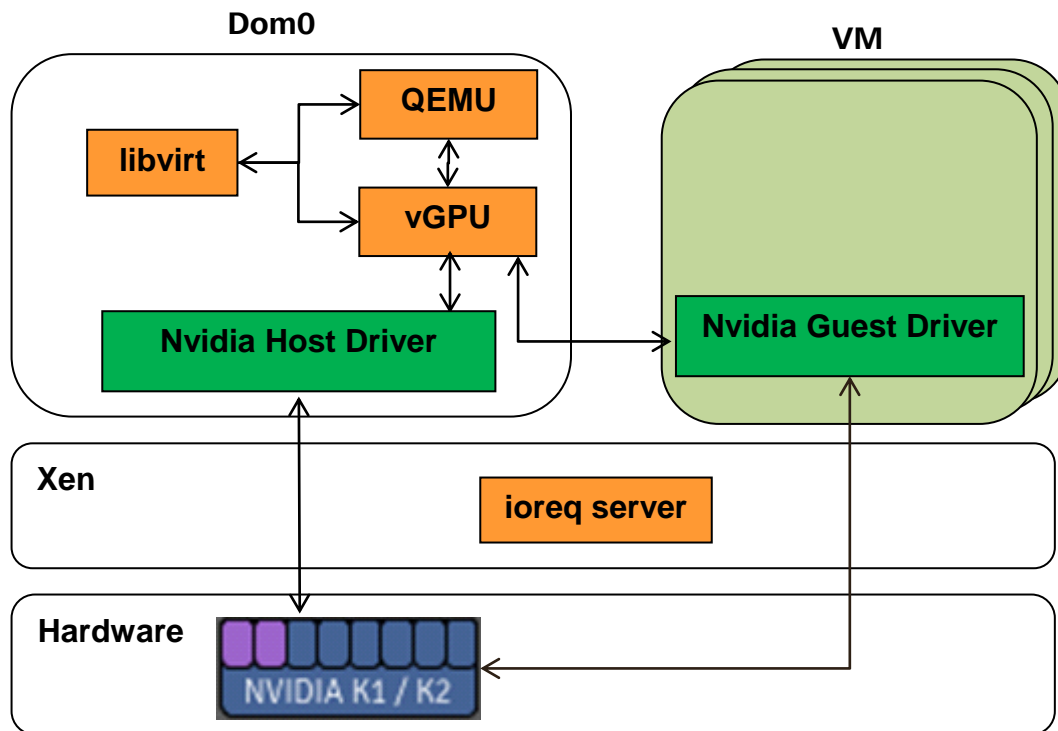 Dom0
VM
QEMU
libvirt
vGPU
Nvidia Host Driver
Nvidia Guest Driver
Xen
ioreq server
Hardware
NVIDIA K1 / K2